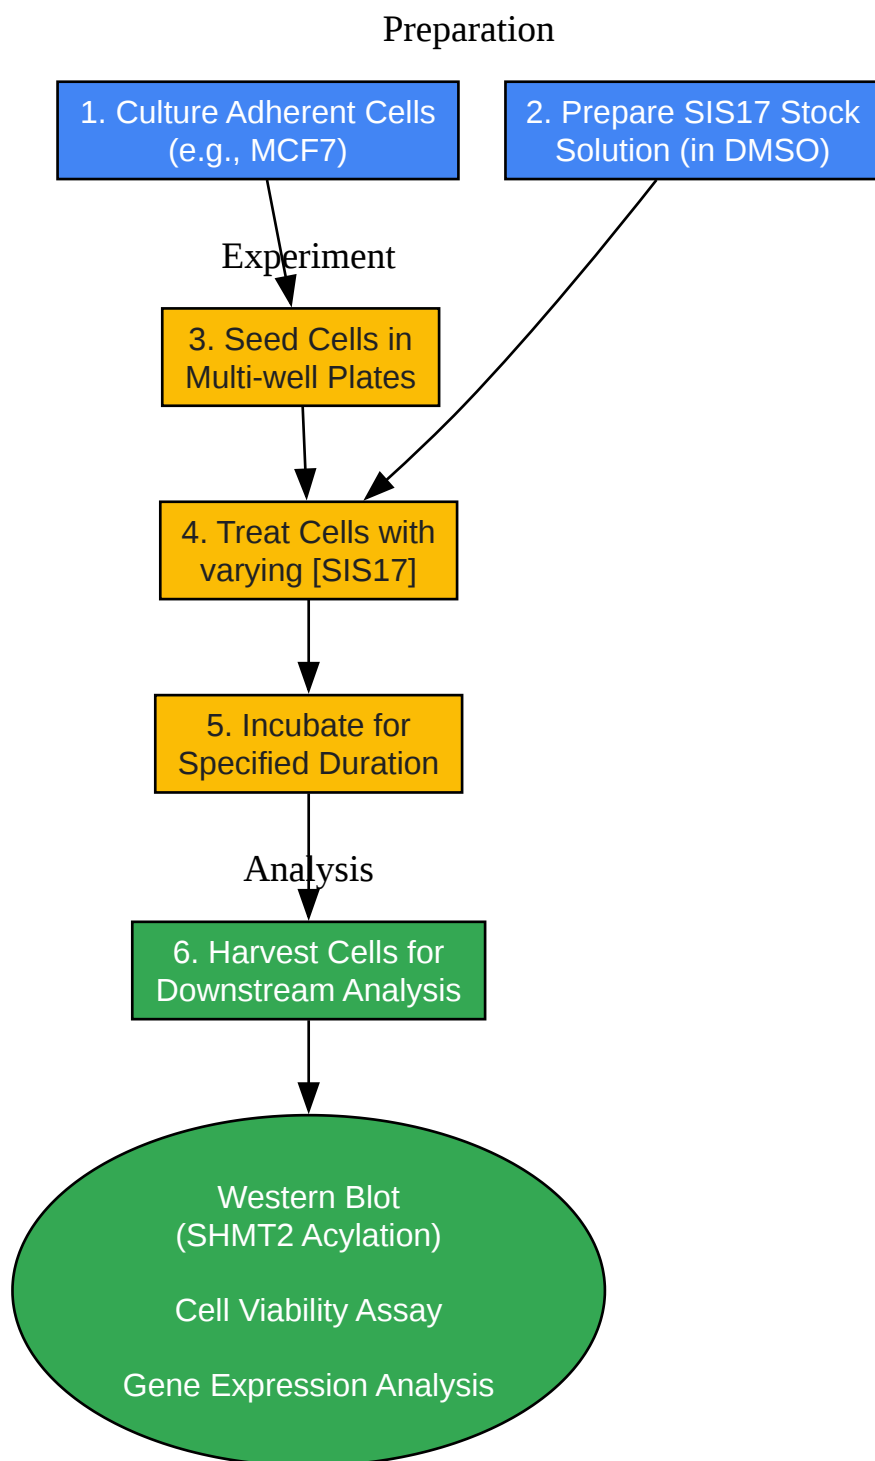 Preparation
1. Culture Adherent Cells
(e.g., MCF7)
2. Prepare SIS17 Stock
Solution (in DMSO)
Experiment
3. Seed Cells in
Multi-well Plates
4. Treat Cells with
varying [SIS17]
5. Incubate for
Specified Duration
Analysis
6. Harvest Cells for
Downstream Analysis
Western Blot
(SHMT2 Acylation)
Cell Viability Assay
Gene Expression Analysis